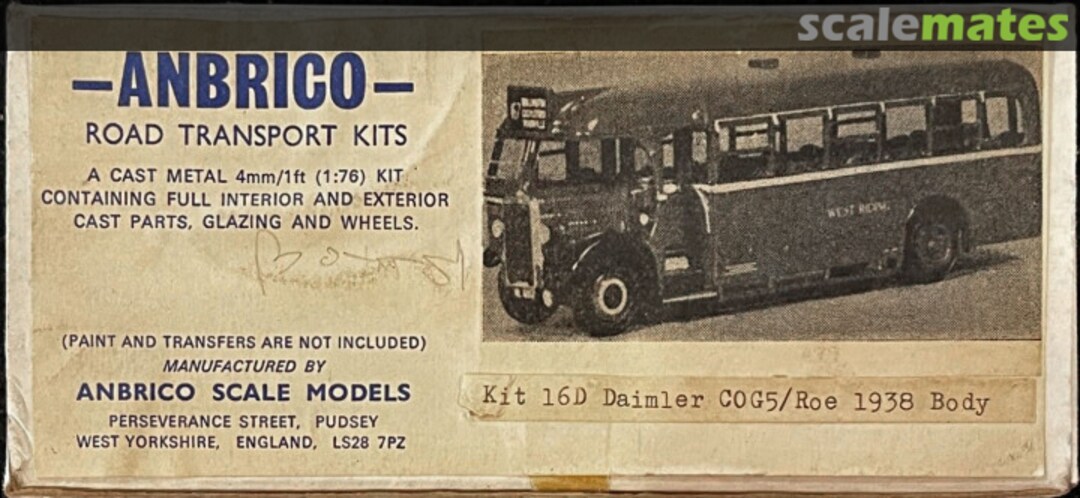 scalemates
—ANBRICO—
ROAD TRANSPORT KITS
A CAST METAL 4mm/1ft (1:76) KIT
CONTAINING FULL INTERIOR AND EXTERIOR
CAST PARTS, GLAZING AND WHEELS.
(PAINT AND TRANSFERS ARE NOT INCLUDED)
MANUFACTURED BY
ANBRICO SCALE MODELS
PERSEVERANCE STREET, PUDSEY
WEST YORKSHIRE, ENGLAND, LS28 7PZ
WEST RIDING
Kit 16D Daimler COG5/Roe 1938 Body